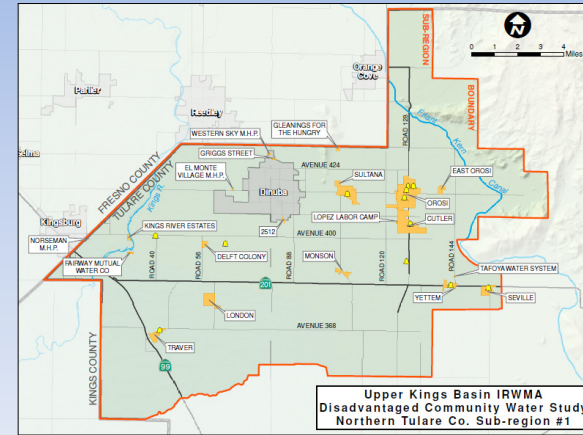 N
0 1 2 3 4
Miles
SUB-REGION
BOUNDARY
Orange
Cove
Parlier
Reedley
Selma
Kingsburg
Dinuba
FRESNO COUNTY
TULARE COUNTY
KINGS COUNTY
Kings R.
Friant
Kern
Canal
ROAD 128
GLEANINGS FOR
THE HUNGRY
WESTERN SKY M.H.P.
GRIGGS STREET
AVENUE 424
EL MONTE
VILLAGE M.H.P.
SULTANA
EAST OROSI
OROSI
LOPEZ LABOR CAMP
CUTLER
KINGS RIVER ESTATES
2512
AVENUE 400
NORSEMAN
M.H.P.
FAIRWAY MUTUAL
WATER CO
ROAD 40
ROAD 56
DELFT COLONY
ROAD 88
MONSON
ROAD 120
ROAD 144
TAFOYA WATER SYSTEM
201
YETTEM
SEVILLE
LONDON
AVENUE 368
TRAVER
99
Upper Kings Basin IRWMA
Disadvantaged Community Water Study
Northern Tulare Co. Sub-region #1